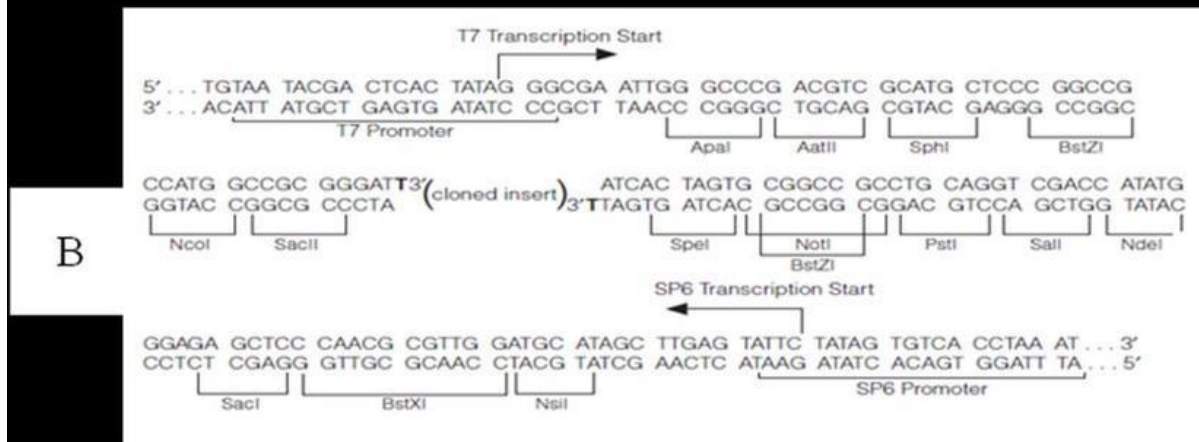 T7 Transcription Start
5′ . . . TGTAA TACGA CTCAC TATAG GGCGA ATTGG GCCCG ACGTC GCATG CTCCC GGCCG
3′ . . . ACATT ATGCT GAGTG ATATC CCGCT TAACC CGGGC TGCAG CGTAC GAGGG CCGGC
T7 Promoter
ApaI AatII SphI BstZI
CCATG GCCGC GGGATT3′ (cloned insert) ATCAC TAGTG CGGCC GCCTG CAGGT CGACC ATATG
GGTACC GGCG CCCTA 3′TTAGTG ATCAC GCCGG CGGAC GTCCA GCTGG TATAC
NcoI SacII SpeI NotI PstI SalI NdeI
BstZI
B
SP6 Transcription Start
GGAGA GCTCC CAACG CGTTG GATGC ATAGC TTGAG TATTC TATAG TGTCA CCTAAA AT . . . 3′
CCTCT CGAGG GTTGC GCAAC CTACG TATCG AACTC ATAAG ATATC ACAGT GGATT TA . . . 5′
SacI BstXI NsiI SP6 Promoter